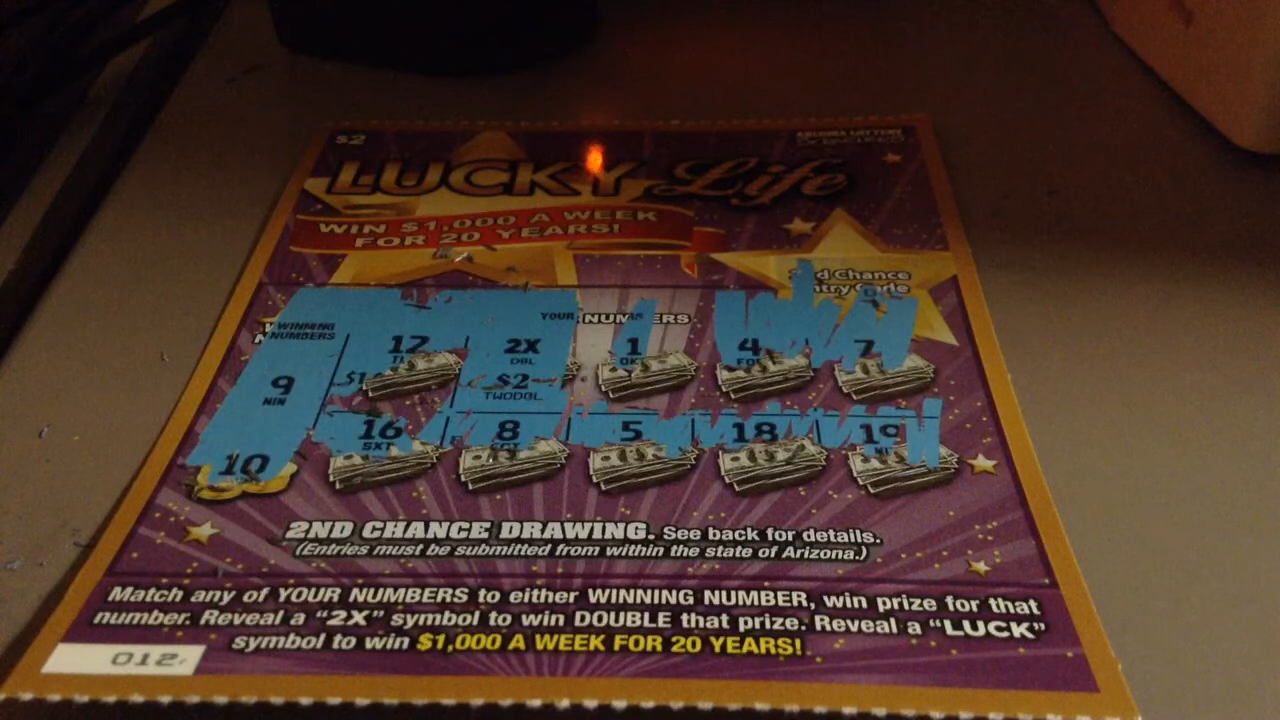 $2
ARIZONA LOTTERY
LUCKY Life
WIN $1,000 A WEEK
FOR 20 YEARS!
2nd Chance
Entry Code
WINNING
NUMBERS
YOUR NUMBERS
12 2X 1 4 7
DBL
9
NIN
$2
TWODOL
16 8 5 18 19
SXT
10
2ND CHANCE DRAWING. See back for details.
(Entries must be submitted from within the state of Arizona.)
Match any of YOUR NUMBERS to either WINNING NUMBER, win prize for that
number. Reveal a “2X” symbol to win DOUBLE that prize. Reveal a “LUCK”
symbol to win $1,000 A WEEK FOR 20 YEARS!
012